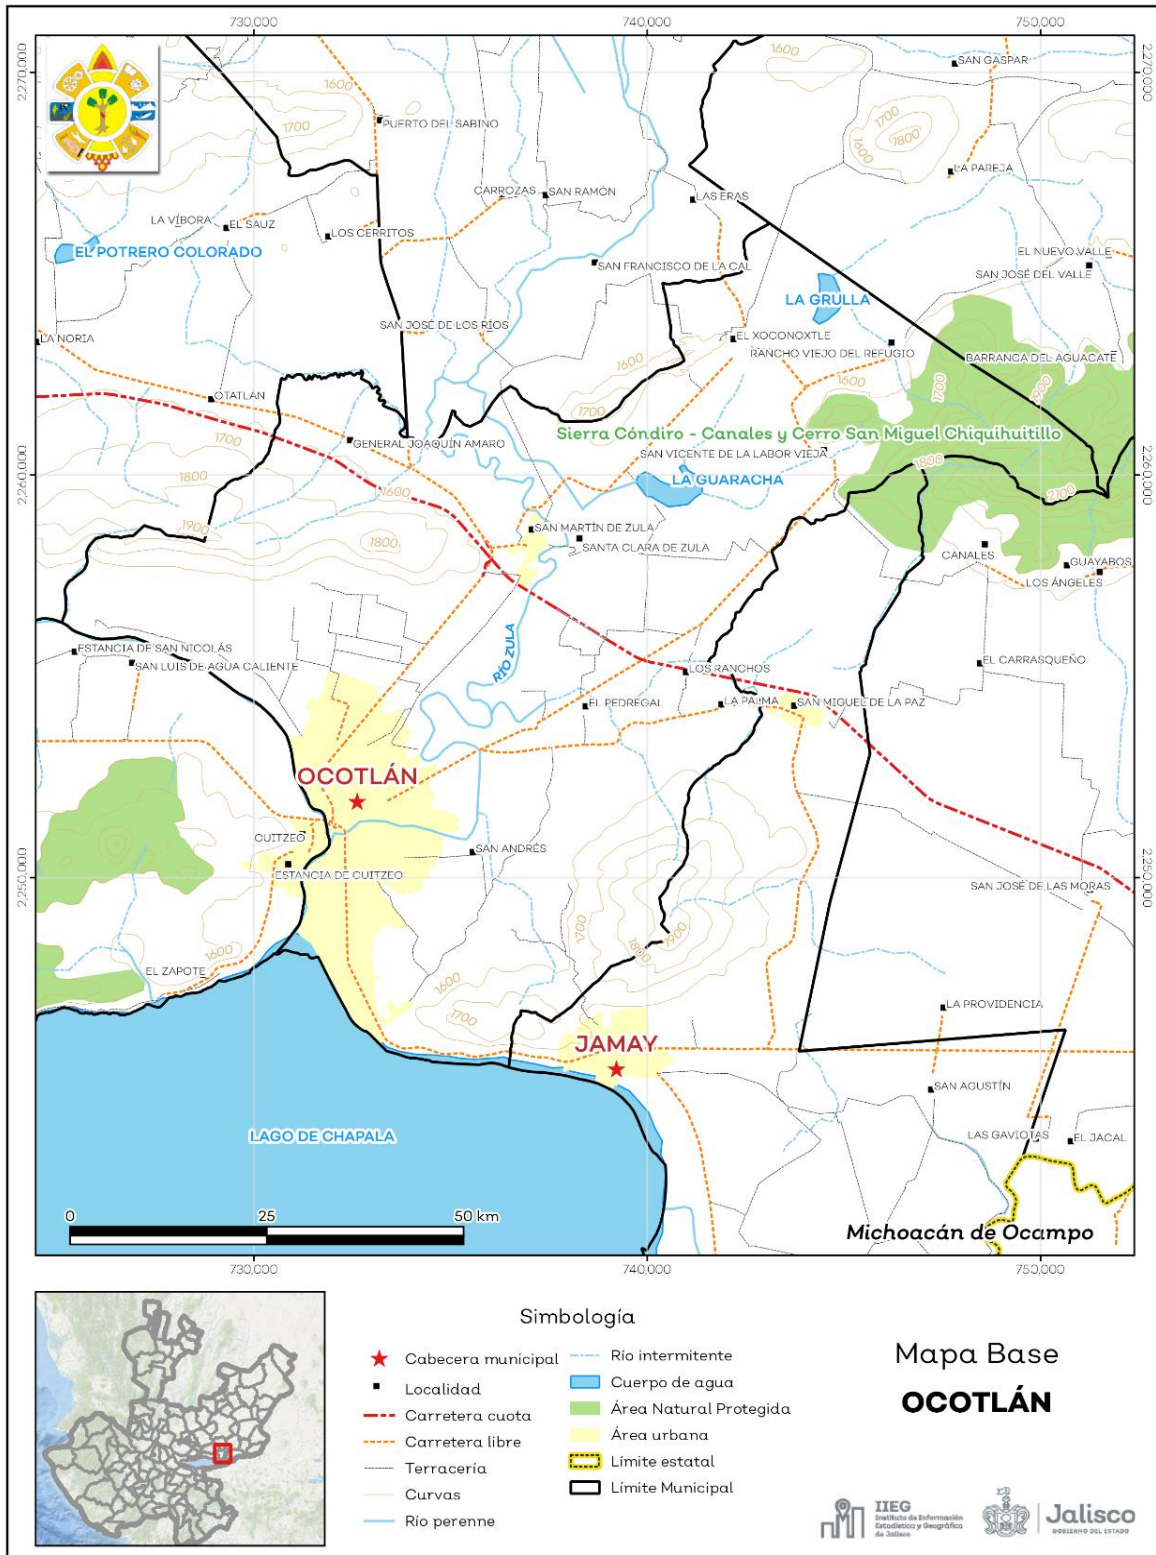 730,000
740,000
750,000
2,270,000
2,270,000
1600
SAN GASPAR
1600
1700
1700
1800
1600
PUERTO DEL SABINO
LA PAREJA
CARROZAS
SAN RAMÓN
LAS ERAS
LA VÍBORA
EL SAUZ
LOS CERRITOS
EL POTRERO COLORADO
EL NUEVO VALLE
SAN FRANCISCO DE LA CAL
SAN JOSÉ DEL VALLE
LA GRULLA
SAN JOSÉ DE LOS RÍOS
LA NORIA
EL XOCONOXTLE
RANCHO VIEJO DEL REFUGIO
BARRANCA DEL AGUACATE
1600
1600
1700
1900
OTATLÁN
1700
1700
GENERAL JOAQUÍN AMARO
Sierra Cóndiro - Canales y Cerro San Miguel Chiquihuitillo
SAN VICENTE DE LA LABOR VIEJA
1800
2,260,000
2,260,000
1800
LA GUARACHA
1600
2100
1900
1800
SAN MARTÍN DE ZULA
SANTA CLARA DE ZULA
CANALES
GUAYABOS
LOS ÁNGELES
RÍO ZULA
ESTANCIA DE SAN NICOLÁS
SAN LUIS DE AGUA CALIENTE
LOS RANCHOS
EL CARRASQUEÑO
EL PEDREGAL
LA PALMA
SAN MIGUEL DE LA PAZ
OCOTLÁN
CUITZEO
SAN ANDRÉS
ESTANCIA DE CUITZEO
2,250,000
2,250,000
SAN JOSÉ DE LAS MORAS
1700
1800
1900
1600
EL ZAPOTE
1600
1700
LA PROVIDENCIA
JAMAY
SAN AGUSTÍN
LAGO DE CHAPALA
LAS GAVIOTAS
EL JACAL
0
25
50 km
Michoacán de Ocampo
730,000
740,000
750,000
Simbología
Cabecera municipal
Localidad
Carretera cuota
Carretera libre
Terracería
Curvas
Río perenne
Río intermitente
Cuerpo de agua
Área Natural Protegida
Área urbana
Límite estatal
Límite Municipal
Mapa Base
OCOTLÁN
IIEG
Instituto de Información
Estadística y Geográfica
de Jalisco
Jalisco
GOBIERNO DEL ESTADO